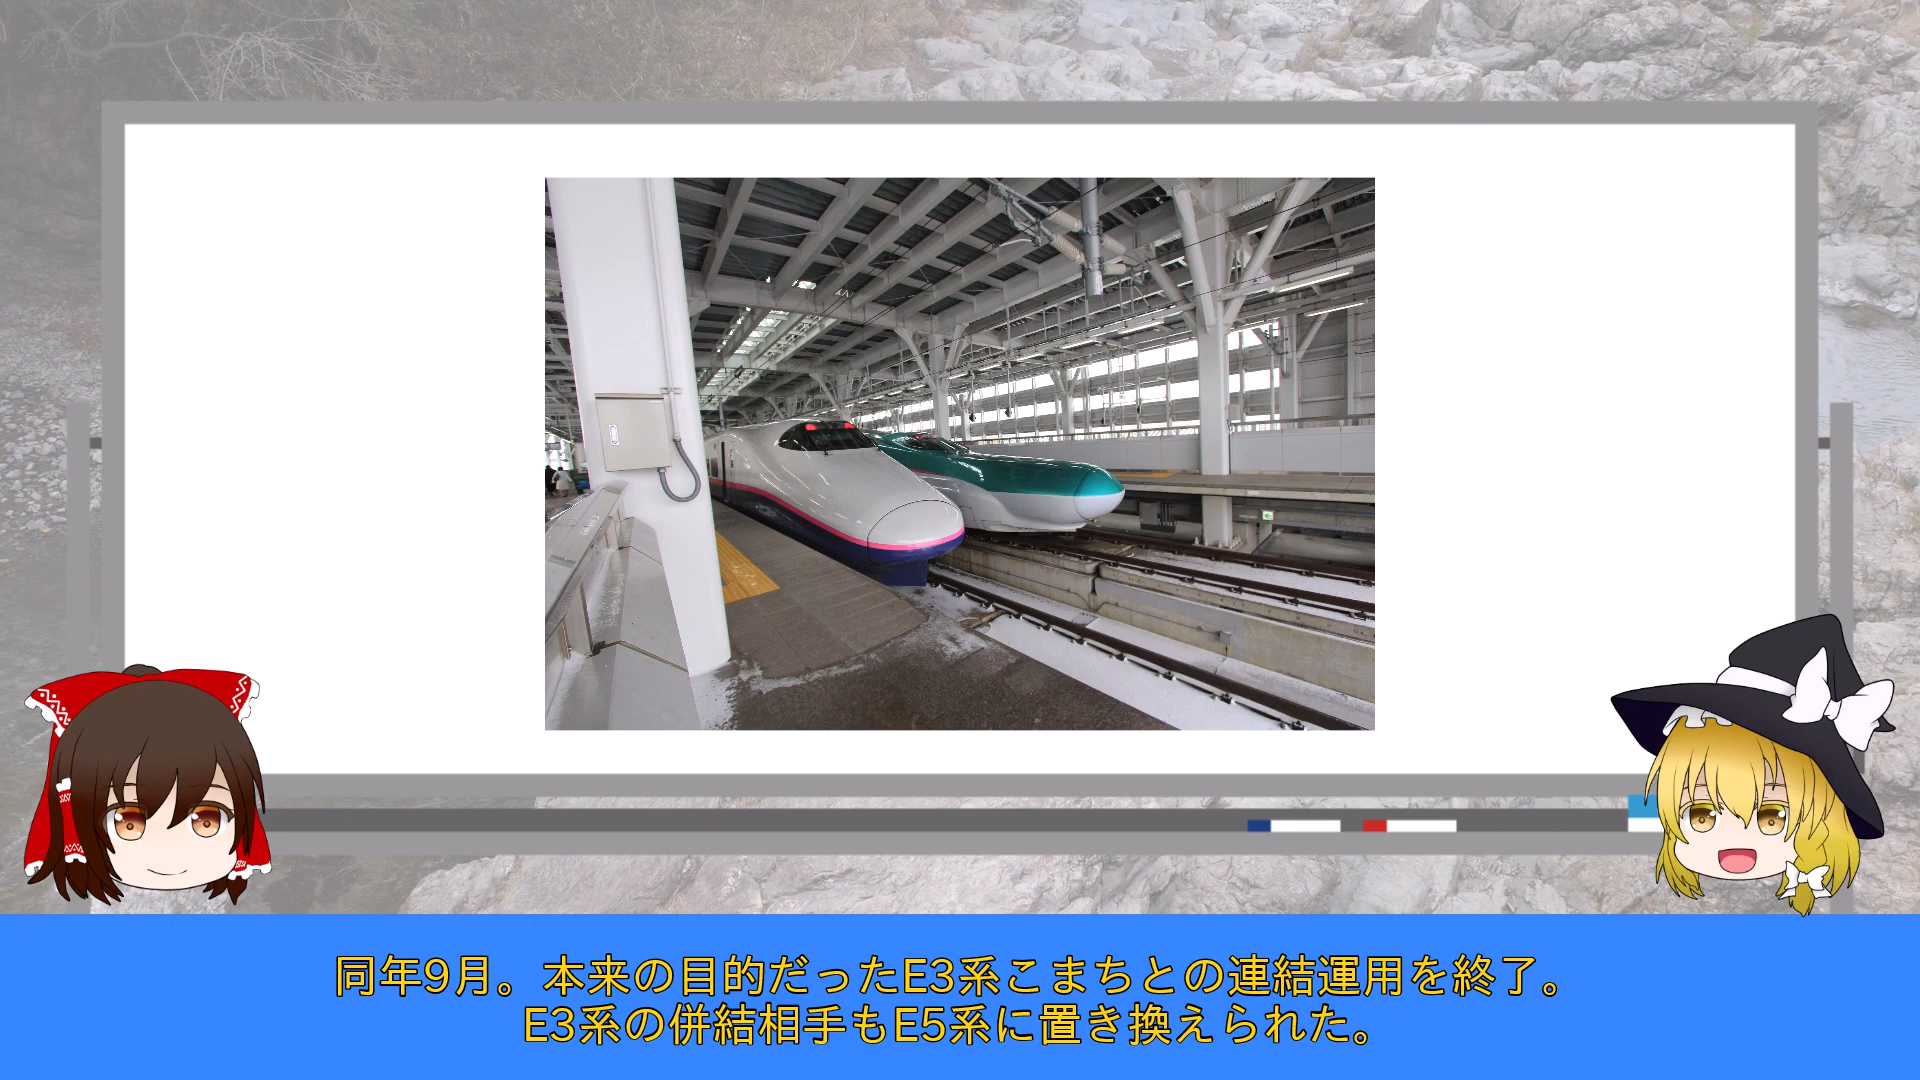 同年9月。本来の目的だったE3系こまちとの連結運用を終了。
E3系の併結相手もE5系に置き換えられた。